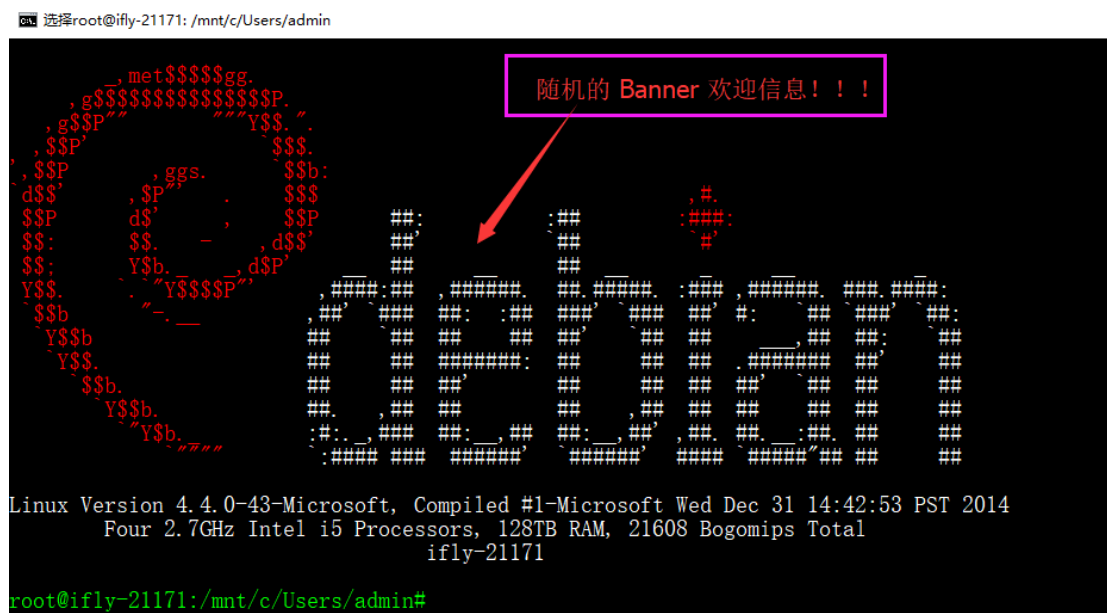 选择root@ifly-21171: /mnt/c/Users/admin
随机的 Banner 欢迎信息！！！
debian
Linux Version 4.4.0-43-Microsoft, Compiled #1-Microsoft Wed Dec 31 14:42:53 PST 2014
Four 2.7GHz Intel i5 Processors, 128TB RAM, 21608 Bogomips Total
ifly-21171
root@ifly-21171:/mnt/c/Users/admin#